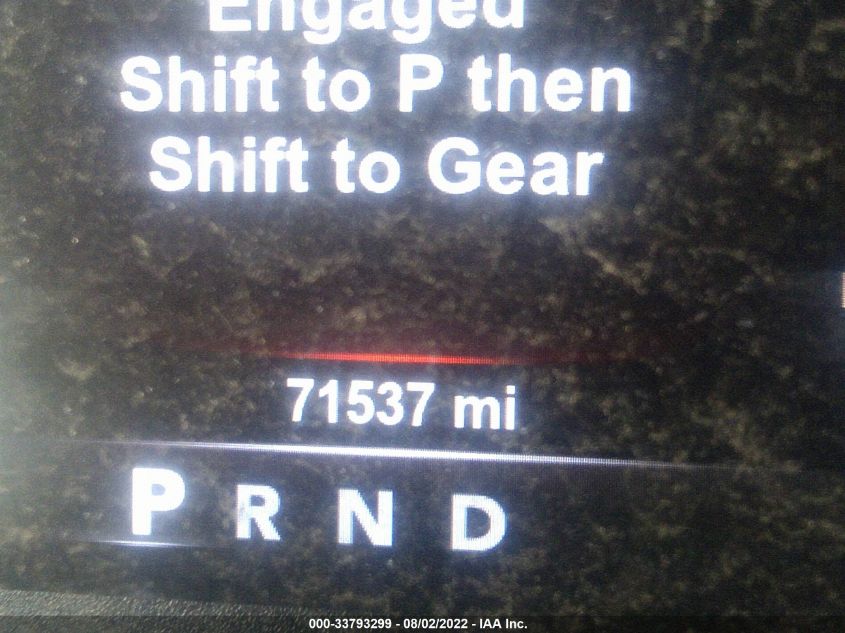 Engaged
Shift to P then
Shift to Gear
71537 mi
P R N D
000-33793299 - 08/02/2022 - IAA Inc.